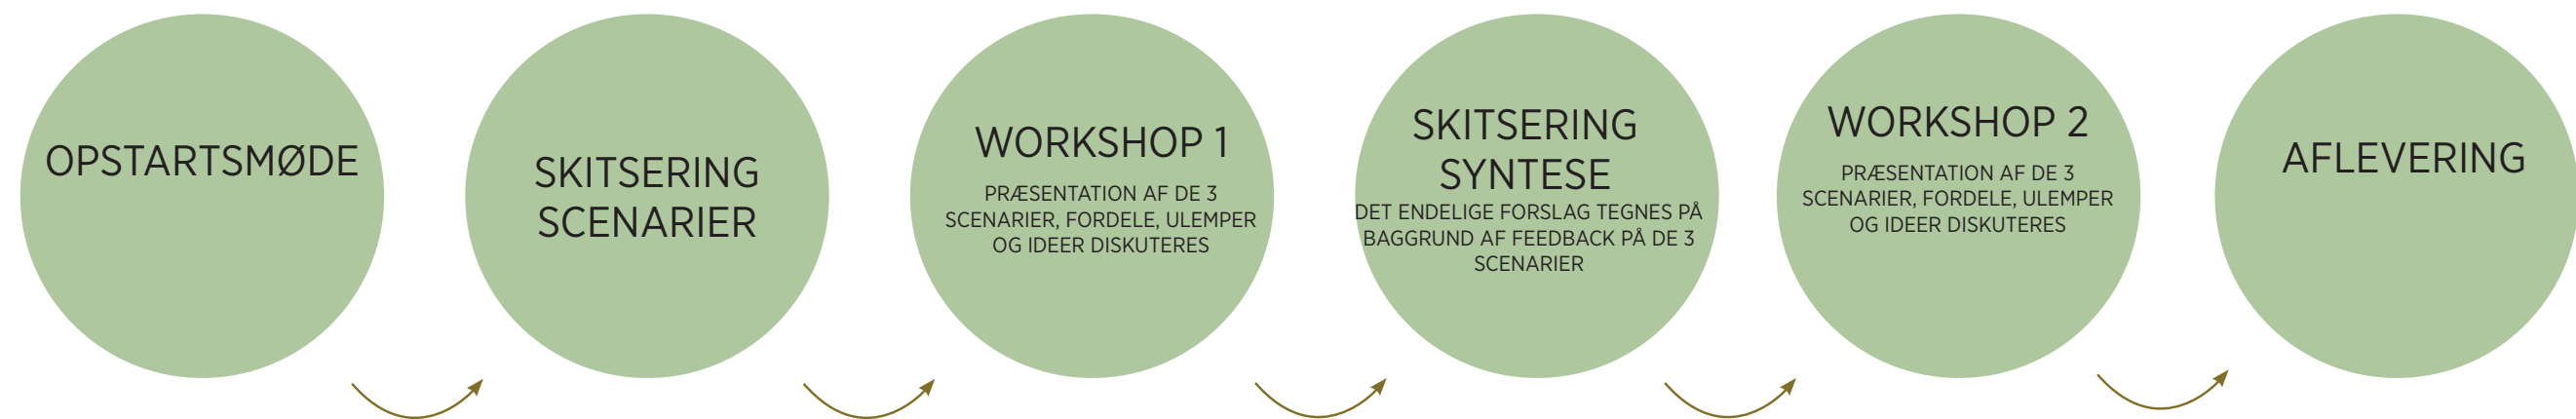 OPSTARTSMØDE
SKITSERING
SCENARIER
WORKSHOP 1
PRÆSENTATION AF DE 3
SCENARIER, FORDELE, ULEMPER
OG IDEER DISKUTERES
SKITSERING
SYNTESE
DET ENDELIGE FORSLAG TEGNES PÅ
BAGGRUND AF FEEDBACK PÅ DE 3
SCENARIER
WORKSHOP 2
PRÆSENTATION AF DE 3
SCENARIER, FORDELE, ULEMPER
OG IDEER DISKUTERES
AFLEVERING